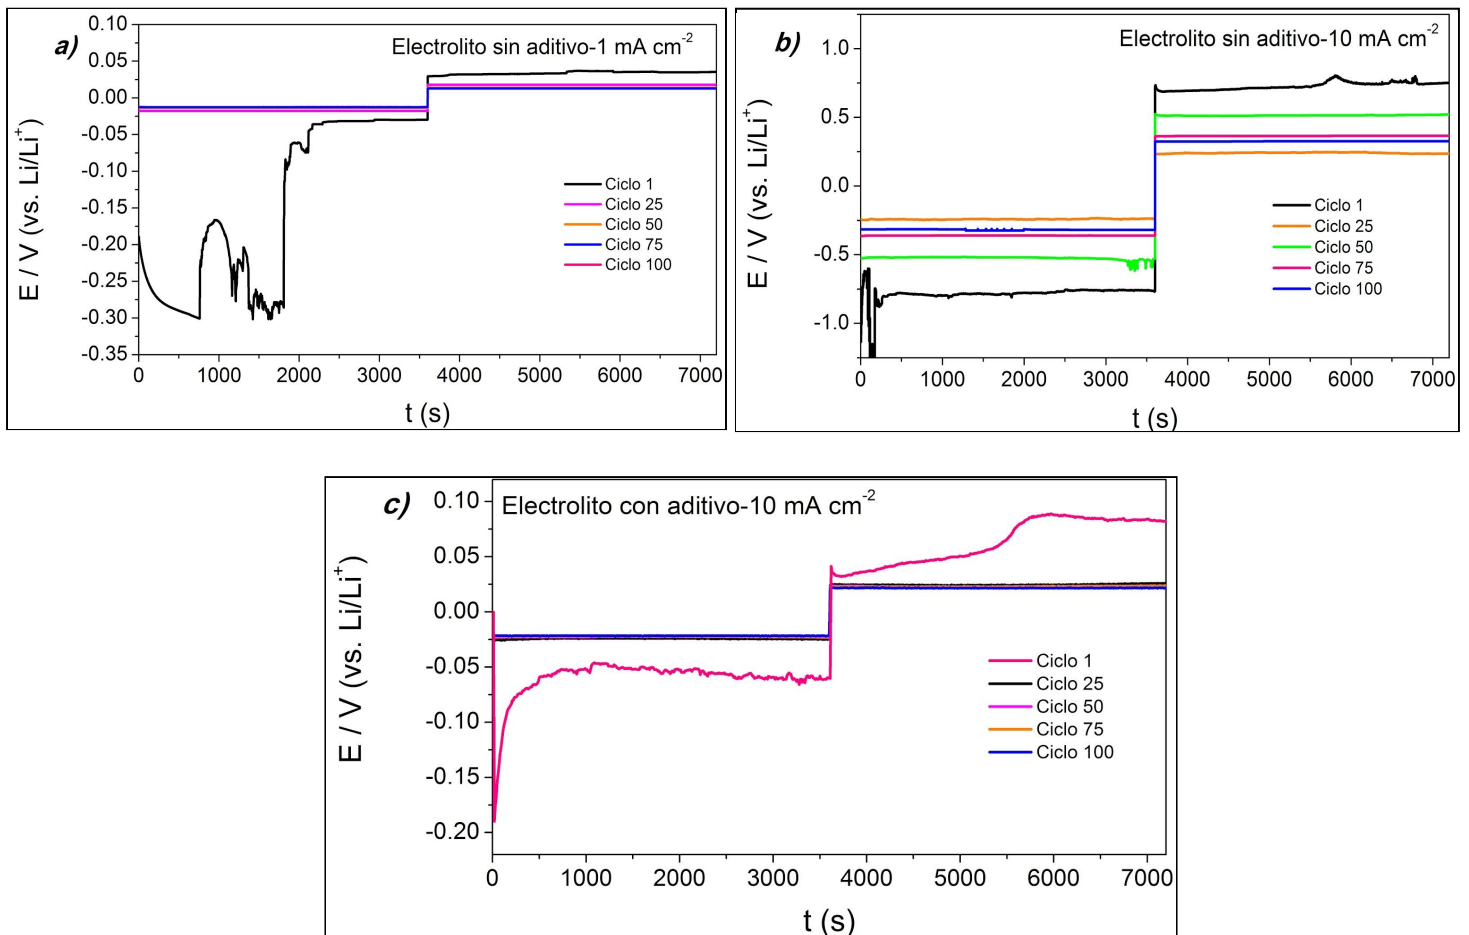 a)
Electrolito sin aditivo-1 mA cm-2
E / V (vs. Li/Li+)
0.10
0.05
0.00
-0.05
-0.10
-0.15
-0.20
-0.25
-0.30
-0.35
Ciclo 1
Ciclo 25
Ciclo 50
Ciclo 75
Ciclo 100
0 1000 2000 3000 4000 5000 6000 7000
t (s)
b)
Electrolito sin aditivo-10 mA cm-2
E / V (vs. Li/Li+)
1.0
0.5
0.0
-0.5
-1.0
Ciclo 1
Ciclo 25
Ciclo 50
Ciclo 75
Ciclo 100
0 1000 2000 3000 4000 5000 6000 7000
t (s)
c)
Electrolito con aditivo-10 mA cm-2
E / V (vs. Li/Li+)
0.10
0.05
0.00
-0.05
-0.10
-0.15
-0.20
Ciclo 1
Ciclo 25
Ciclo 50
Ciclo 75
Ciclo 100
0 1000 2000 3000 4000 5000 6000 7000
t (s)